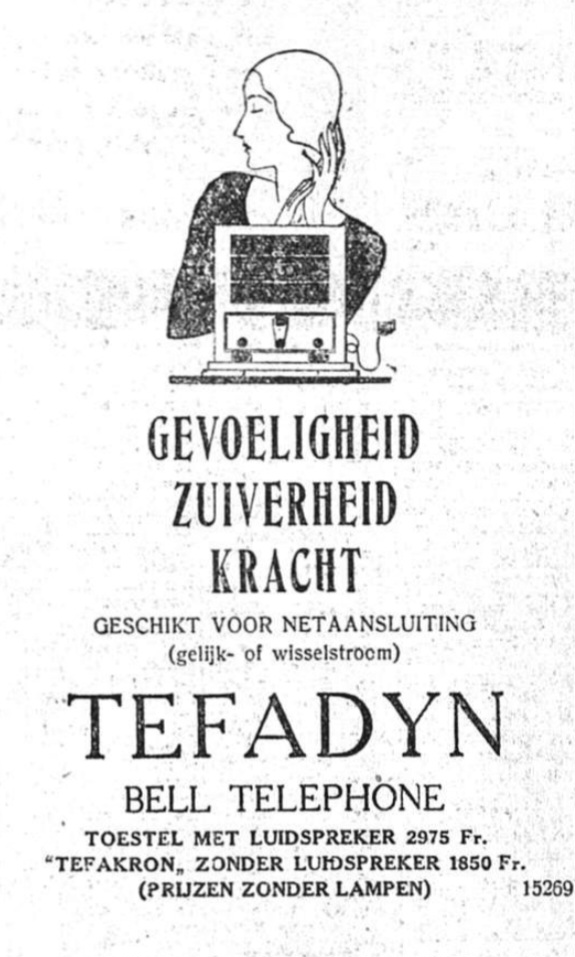 GEVOELIGHEID
ZUIVERHEID
KRACHT
GESCHIKT VOOR NETAANSLUITING
(gelijk- of wisselstroom)
TEFADYN
BELL TELEPHONE
TOESTEL MET LUIDSPREKER 2975 Fr.
"TEFAKRON„ ZONDER LUIDSPREKER 1850 Fr.
(PRIJZEN ZONDER LAMPEN) 15269